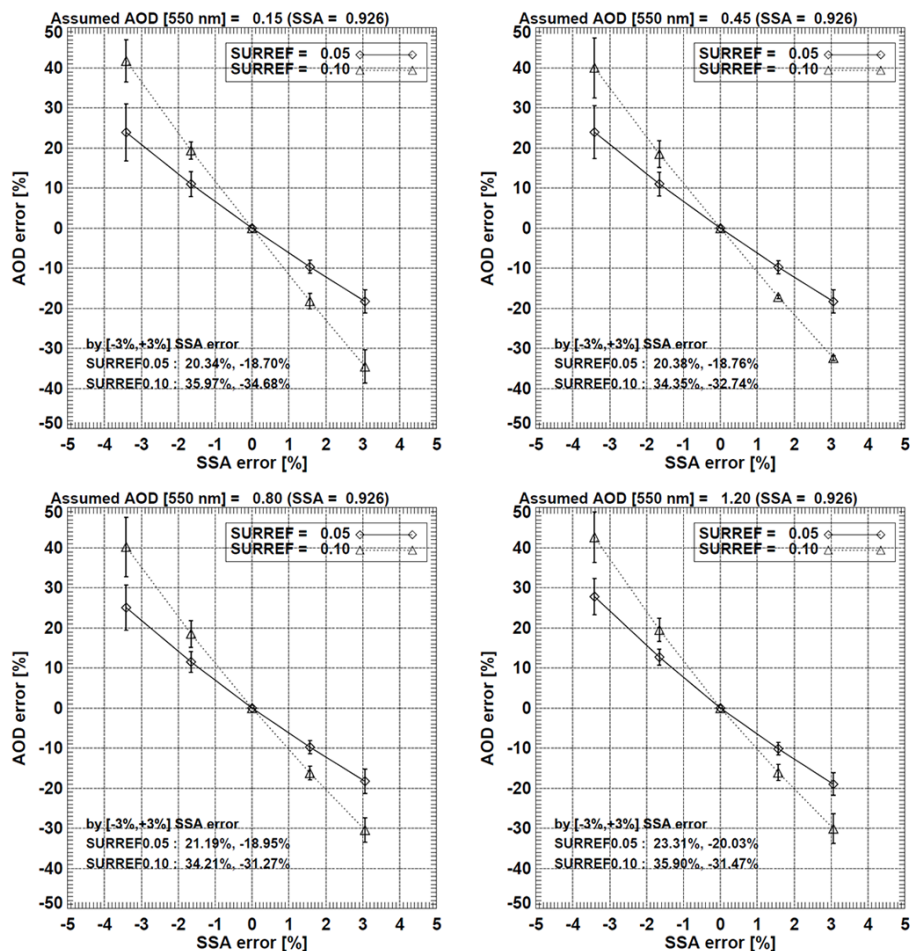 Assumed AOD [550 nm] = 0.15 (SSA = 0.926)
SURREF = 0.05
SURREF = 0.10
50
40
30
20
10
0
-10
-20
-30
-40
-50
AOD error [%]
by [-3%,+3%] SSA error
SURREF0.05 : 20.34%, -18.70%
SURREF0.10 : 35.97%, -34.68%
-5 -4 -3 -2 -1 0 1 2 3 4 5
SSA error [%]
Assumed AOD [550 nm] = 0.45 (SSA = 0.926)
SURREF = 0.05
SURREF = 0.10
50
40
30
20
10
0
-10
-20
-30
-40
-50
AOD error [%]
by [-3%,+3%] SSA error
SURREF0.05 : 20.38%, -18.76%
SURREF0.10 : 34.35%, -32.74%
-5 -4 -3 -2 -1 0 1 2 3 4 5
SSA error [%]
Assumed AOD [550 nm] = 0.80 (SSA = 0.926)
SURREF = 0.05
SURREF = 0.10
50
40
30
20
10
0
-10
-20
-30
-40
-50
AOD error [%]
by [-3%,+3%] SSA error
SURREF0.05 : 21.19%, -18.95%
SURREF0.10 : 34.21%, -31.27%
-5 -4 -3 -2 -1 0 1 2 3 4 5
SSA error [%]
Assumed AOD [550 nm] = 1.20 (SSA = 0.926)
SURREF = 0.05
SURREF = 0.10
50
40
30
20
10
0
-10
-20
-30
-40
-50
AOD error [%]
by [-3%,+3%] SSA error
SURREF0.05 : 23.31%, -20.03%
SURREF0.10 : 35.90%, -31.47%
-5 -4 -3 -2 -1 0 1 2 3 4 5
SSA error [%]